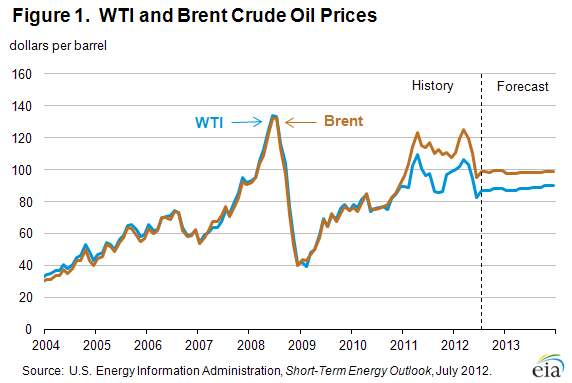 Figure 1.  WTI and Brent Crude Oil Prices
dollars per barrel
160
140
120
100
80
60
40
20
0
History
Forecast
WTI
Brent
2004 2005 2006 2007 2008 2009 2010 2011 2012 2013
Source:  U.S. Energy Information Administration, Short-Term Energy Outlook, July 2012.
eia